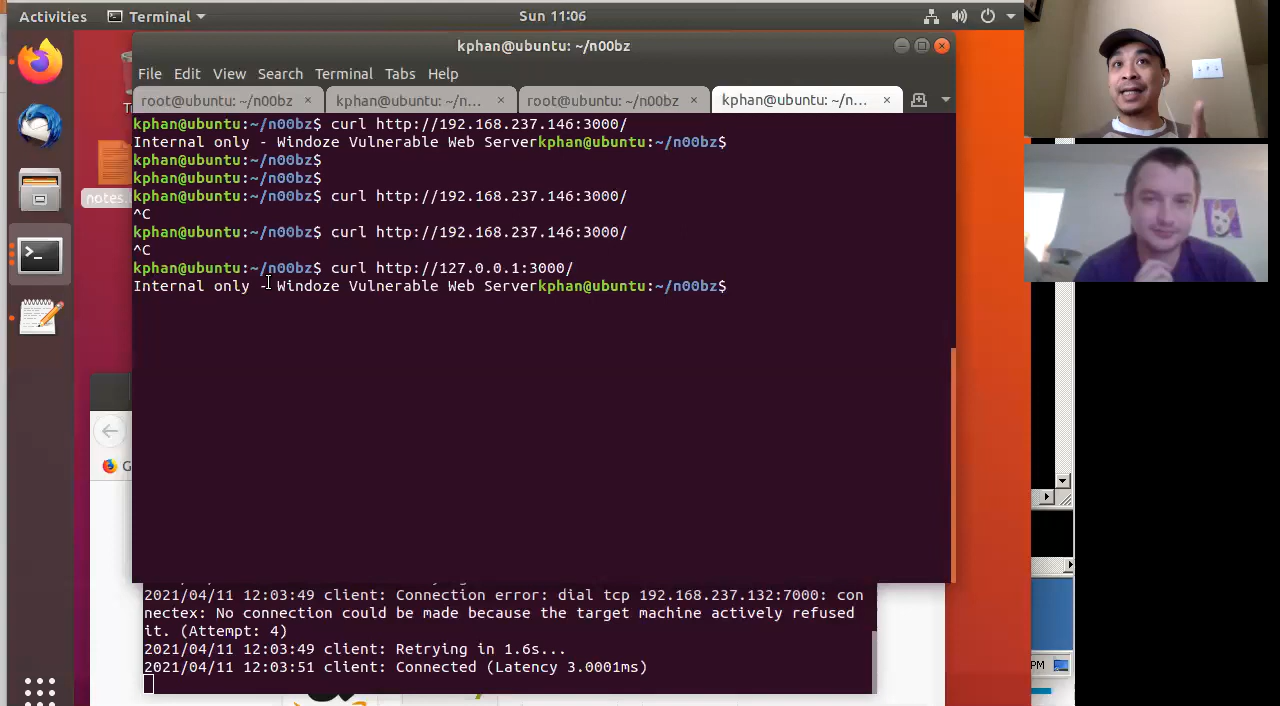 Activities
Terminal
Sun 11:06
kphan@ubuntu: ~/n00bz
File Edit View Search Terminal Tabs Help
root@ubuntu: ~/n00bz
kphan@ubuntu: ~/n...
root@ubuntu: ~/n00bz
kphan@ubuntu: ~/n...
kphan@ubuntu:~/n00bz$ curl http://192.168.237.146:3000/
Internal only - Windoze Vulnerable Web Serverkphan@ubuntu:~/n00bz$
kphan@ubuntu:~/n00bz$
kphan@ubuntu:~/n00bz$
kphan@ubuntu:~/n00bz$ curl http://192.168.237.146:3000/
^C
kphan@ubuntu:~/n00bz$ curl http://192.168.237.146:3000/
^C
kphan@ubuntu:~/n00bz$ curl http://127.0.0.1:3000/
Internal only - Windoze Vulnerable Web Serverkphan@ubuntu:~/n00bz$
notes.
G
2021/04/11 12:03:49 client: Connection error: dial tcp 192.168.237.132:7000: con
nectex: No connection could be made because the target machine actively refused
it. (Attempt: 4)
2021/04/11 12:03:49 client: Retrying in 1.6s...
2021/04/11 12:03:51 client: Connected (Latency 3.0001ms)
PM